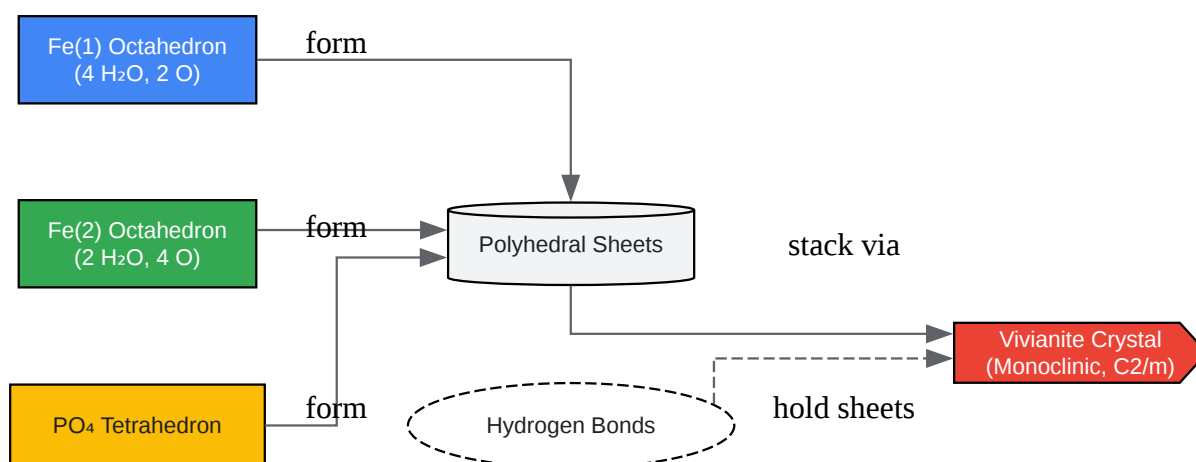 Fe(1) Octahedron
(4 H₂O, 2 O)
form
Fe(2) Octahedron
(2 H₂O, 4 O)
form
Polyhedral Sheets
stack via
Vivianite Crystal
(Monoclinic, C2/m)
PO₄ Tetrahedron
form
Hydrogen Bonds
hold sheets